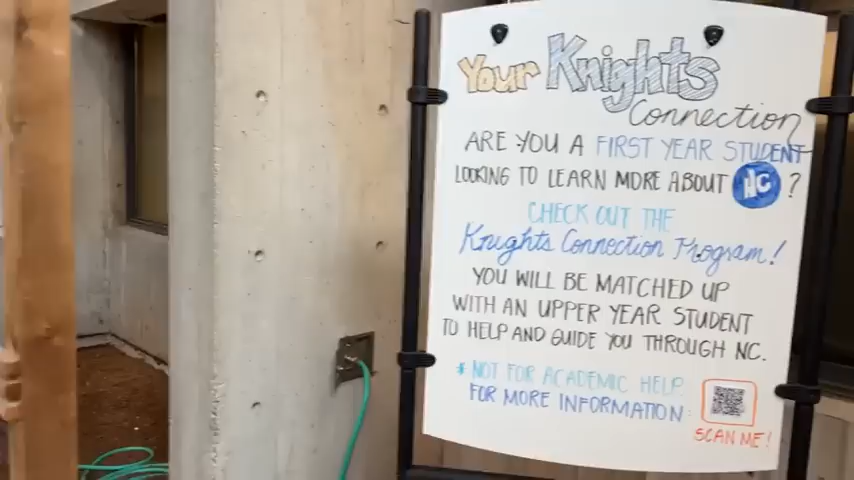 Your Knights
Connection
ARE YOU A FIRST YEAR STUDENT
LOOKING TO LEARN MORE ABOUT NC ?
CHECK OUT THE
Knights Connection Program!
YOU WILL BE MATCHED UP
WITH AN UPPER YEAR STUDENT
TO HELP AND GUIDE YOU THROUGH NC.
* NOT FOR ACADEMIC HELP.
FOR MORE INFORMATION
SCAN ME!